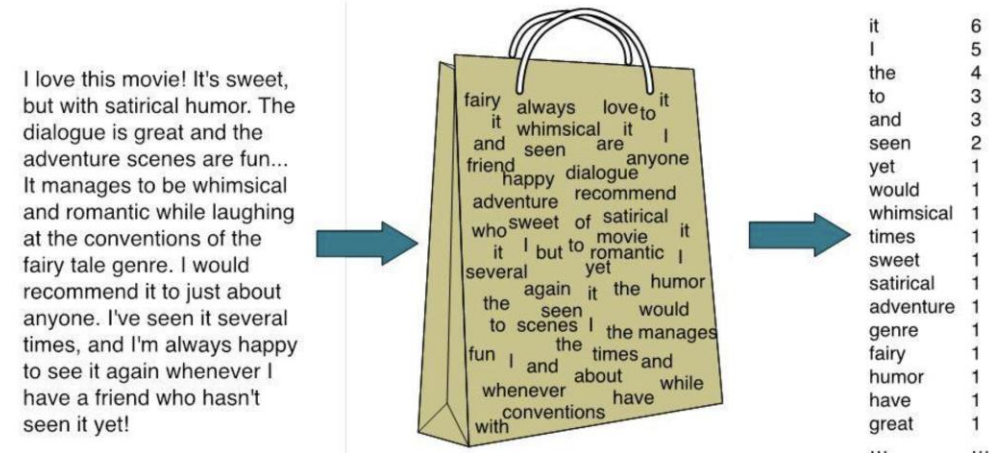 I love this movie! It's sweet,
but with satirical humor. The
dialogue is great and the
adventure scenes are fun...
It manages to be whimsical
and romantic while laughing
at the conventions of the
fairy tale genre. I would
recommend it to just about
anyone. I've seen it several
times, and I'm always happy
to see it again whenever I
have a friend who hasn't
seen it yet!
fairy always love to it
it whimsical it I
and seen are anyone
friend happy dialogue
adventure recommend
who sweet of satirical
it I but to movie romantic it I
several yet
again it the humor
the seen would
to scenes I the manages
fun I and the times and
whenever about while
have
conventions
with
it 6
I 5
the 4
to 3
and 3
seen 2
yet 1
would 1
whimsical 1
times 1
sweet 1
satirical 1
adventure 1
genre 1
fairy 1
humor 1
have 1
great 1
... ...